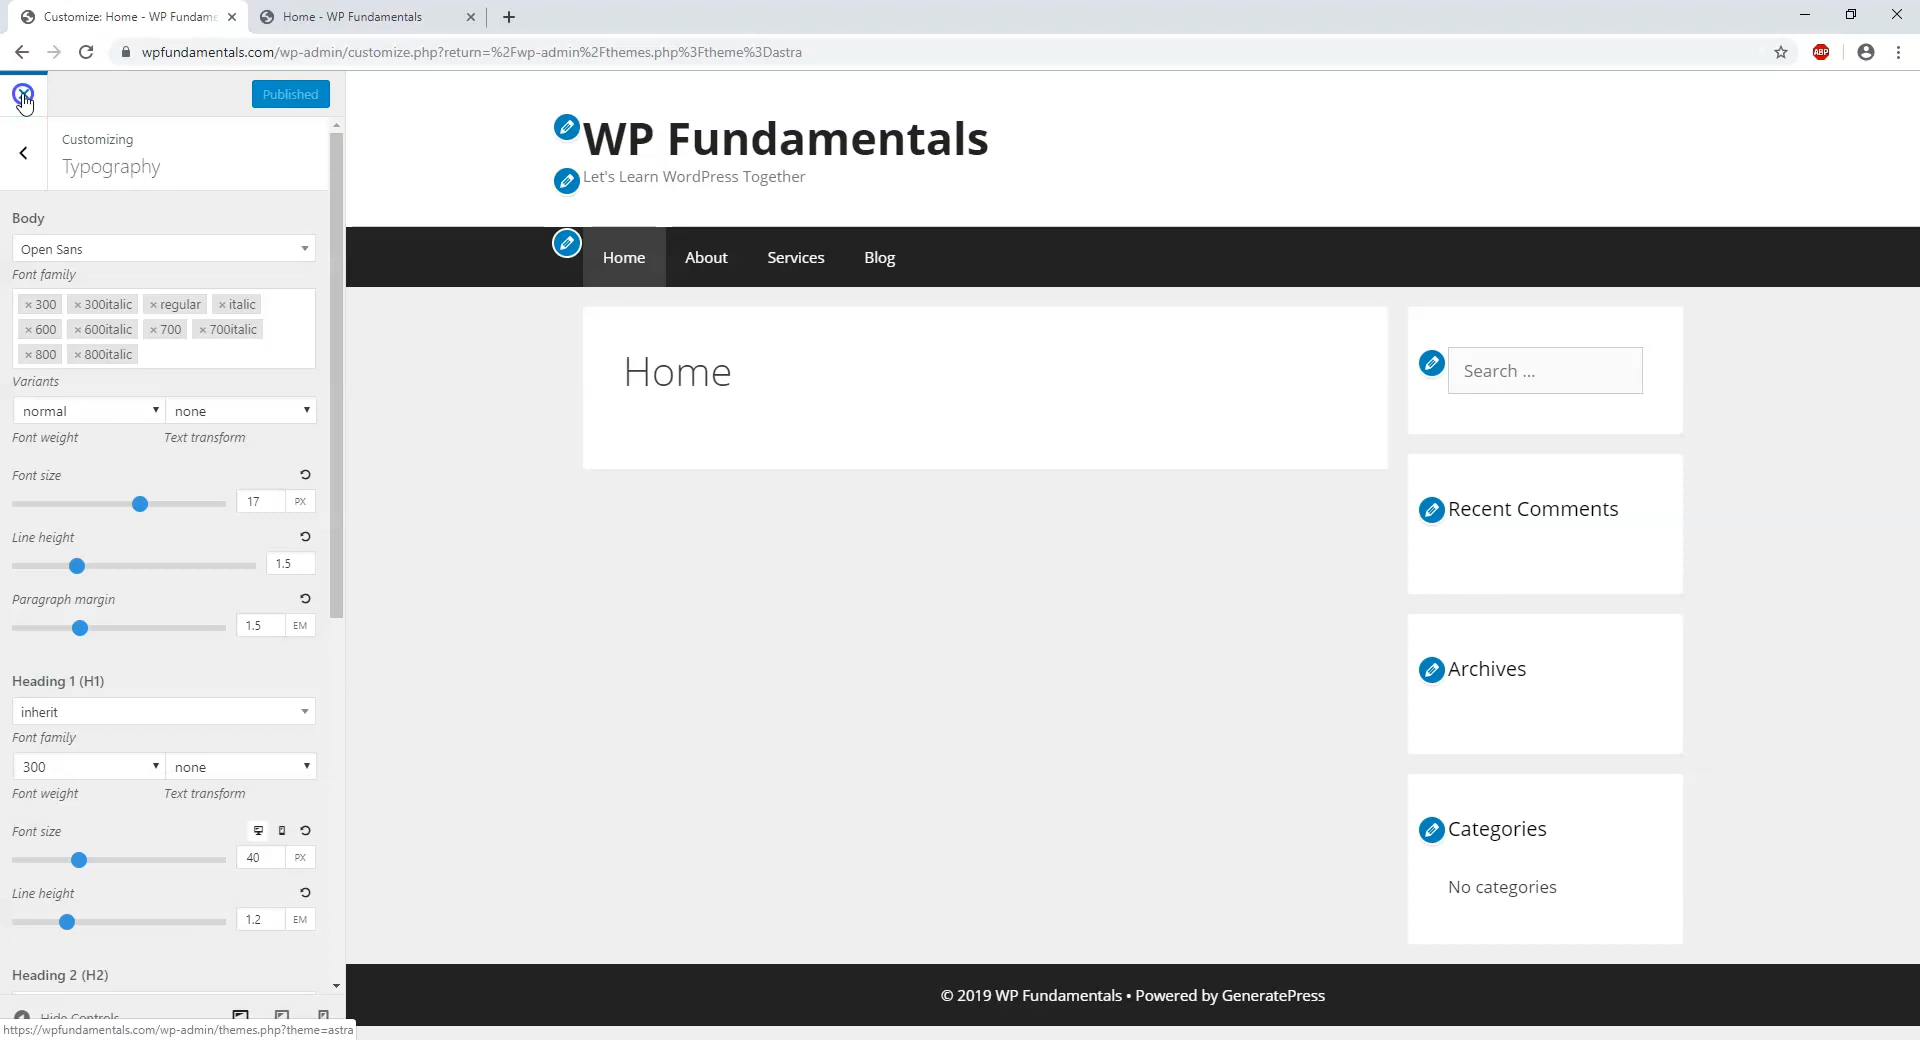 Customize: Home - WP Fundame
Home - WP Fundamentals
wpfundamentals.com/wp-admin/customize.php?return=%2Fwp-admin%2Fthemes.php%3Ftheme%3Dastra
ABP
Published
Customizing
Typography
Body
Open Sans
Font family
× 300 × 300italic × regular × italic
× 600 × 600italic × 700 × 700italic
× 800 × 800italic
Variants
normal none
Font weight Text transform
Font size
17 PX
Line height
1.5
Paragraph margin
1.5 EM
Heading 1 (H1)
inherit
Font family
300 none
Font weight Text transform
Font size
40 PX
Line height
1.2 EM
Heading 2 (H2)
Hide Controls
https://wpfundamentals.com/wp-admin/themes.php?theme=astra
WP Fundamentals
Let's Learn WordPress Together
Home About Services Blog
Home
Search ...
Recent Comments
Archives
Categories
No categories
© 2019 WP Fundamentals • Powered by GeneratePress